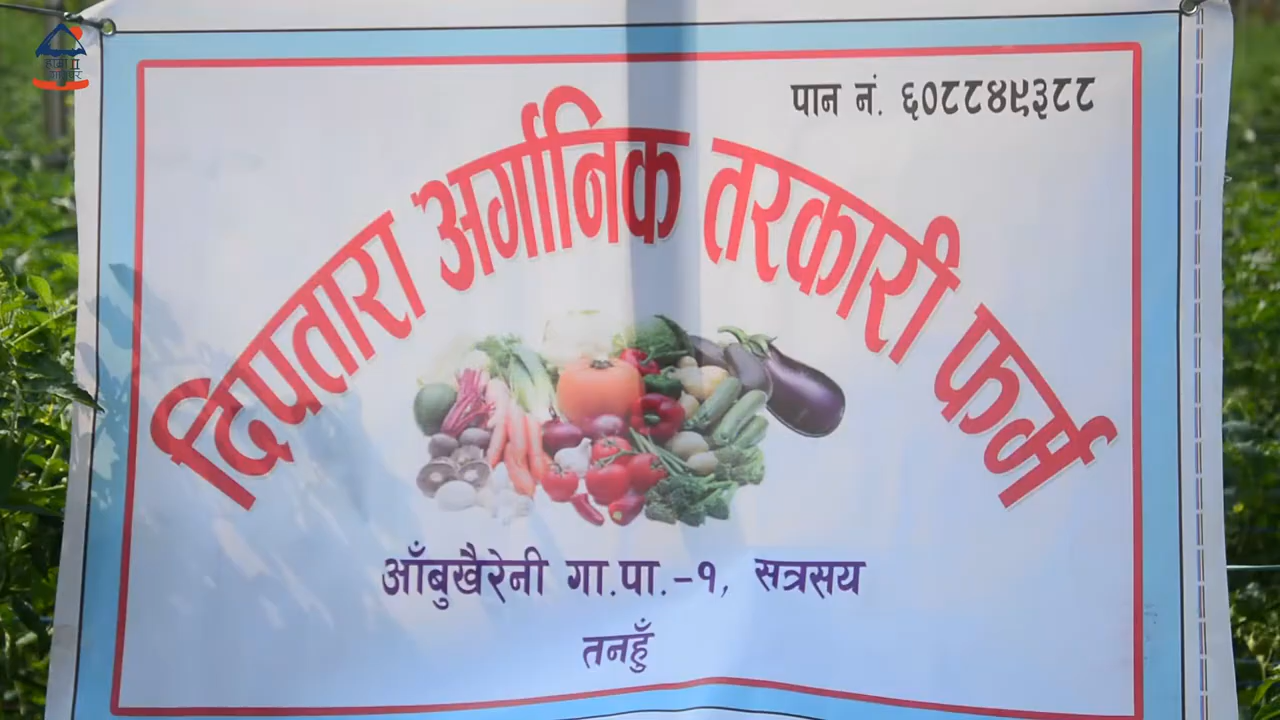 पान नं. ६०८८४९३८८
दिपतारा अर्गानिक तरकारी फर्म
आँबुखैरेनी गा.पा.-१, सत्रसय
तनहुँ